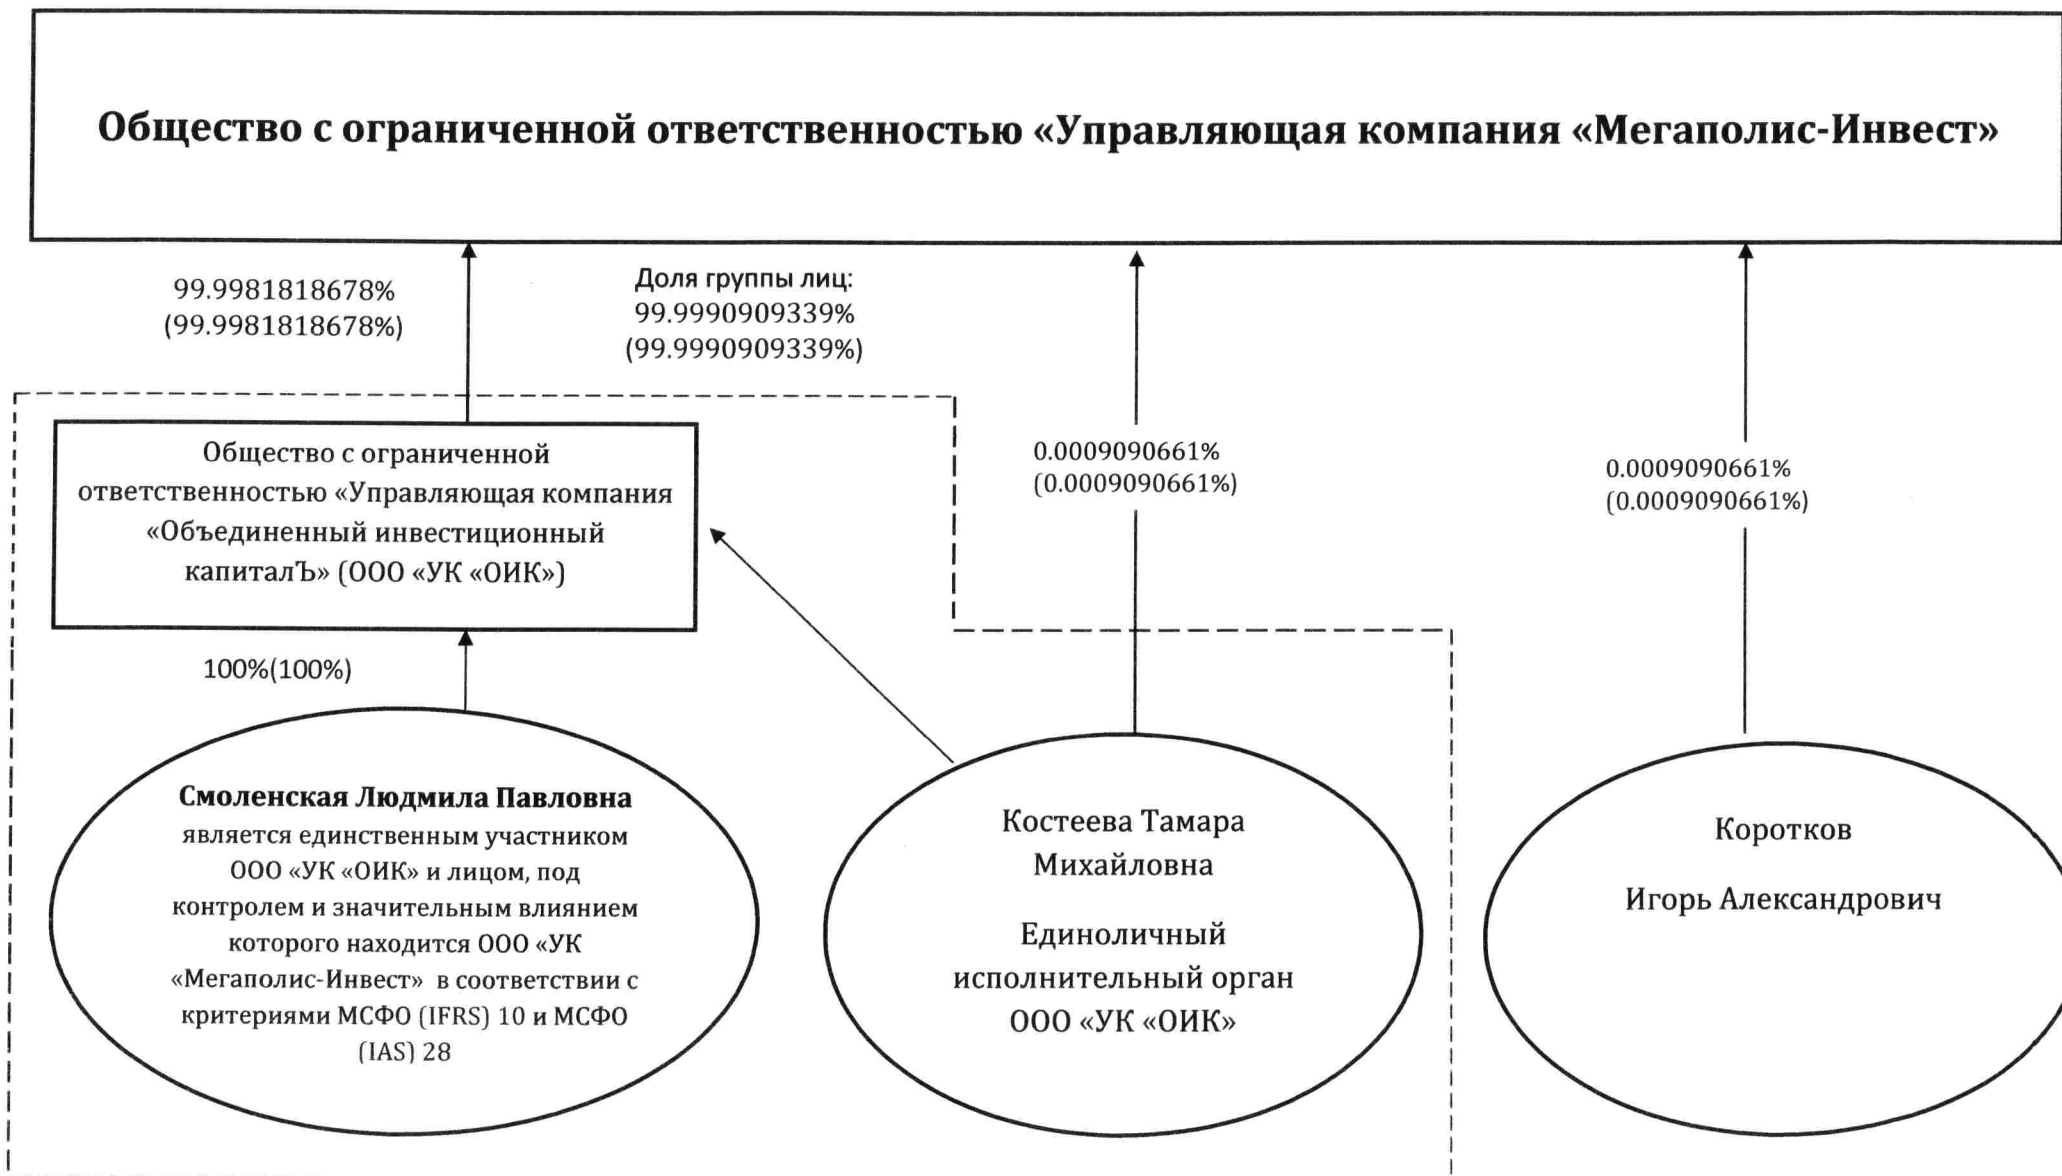 Общество с ограниченной ответственностью «Управляющая компания «Мегаполис-Инвест»
99.9981818678%
(99.9981818678%)
Доля группы лиц:
99.9990909339%
(99.9990909339%)
Общество с ограниченной
ответственностью «Управляющая компания
«Объединенный инвестиционный
капиталЪ» (ООО «УК «ОИК»)
0.0009090661%
(0.0009090661%)
0.0009090661%
(0.0009090661%)
100%(100%)
Смоленская Людмила Павловна
является единственным участником
ООО «УК «ОИК» и лицом, под
контролем и значительным влиянием
которого находится ООО «УК
«Мегаполис-Инвест» в соответствии с
критериями МСФО (IFRS) 10 и МСФО
(IAS) 28
Костеева Тамара
Михайловна
Единоличный
исполнительный орган
ООО «УК «ОИК»
Коротков
Игорь Александрович